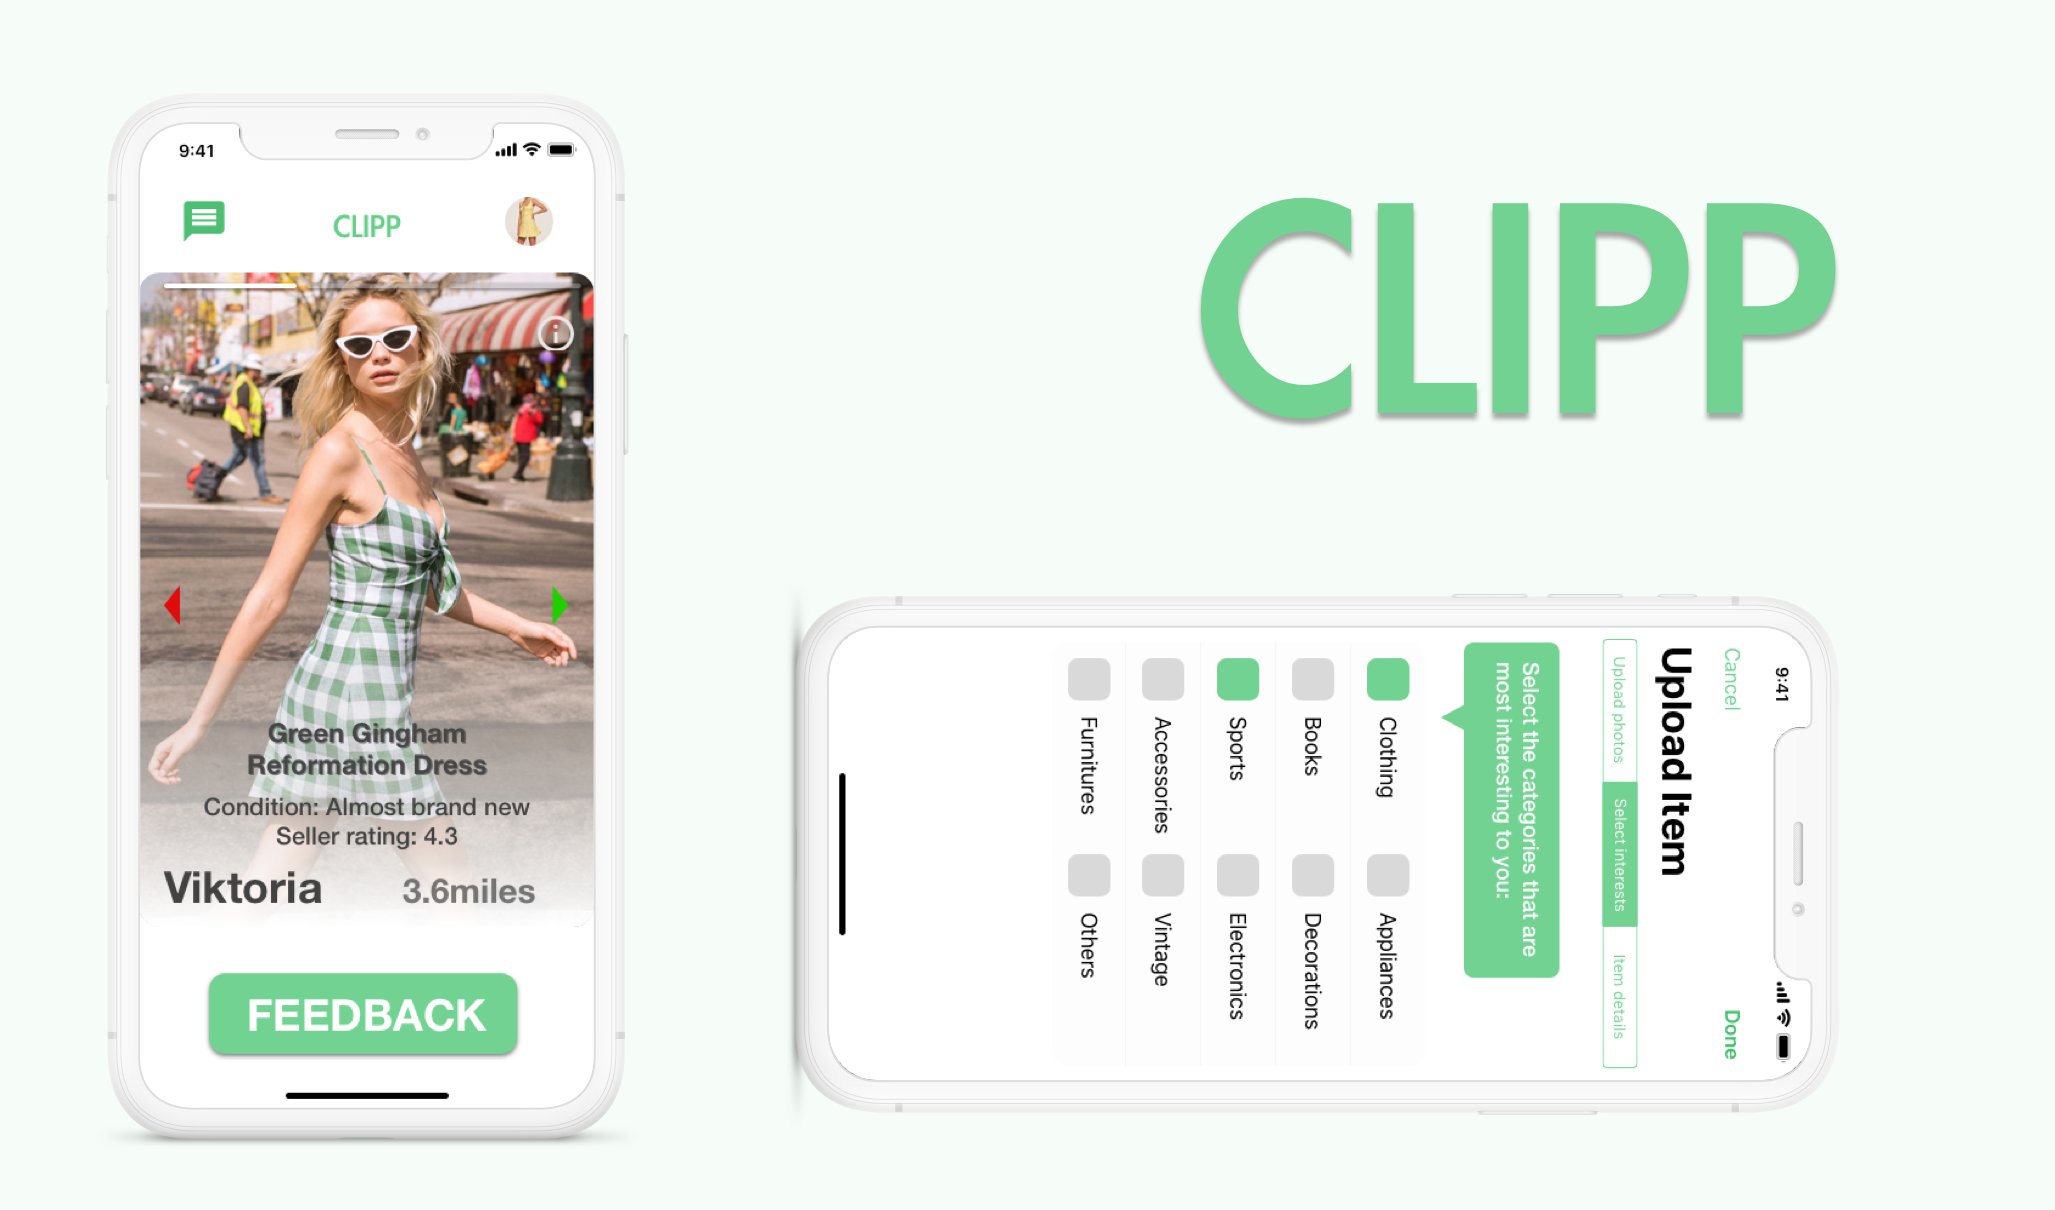 9:41
CLIPP
Green Gingham
Reformation Dress
Condition: Almost brand new
Seller rating: 4.3
Viktoria 3.6miles
FEEDBACK
CLIPP
9:41
Cancel Done
Upload Item
Upload photos Select interests Item details
Select the categories that are
most interesting to you:
Clothing Appliances
Books Decorations
Sports Electronics
Accessories Vintage
Furnitures Others